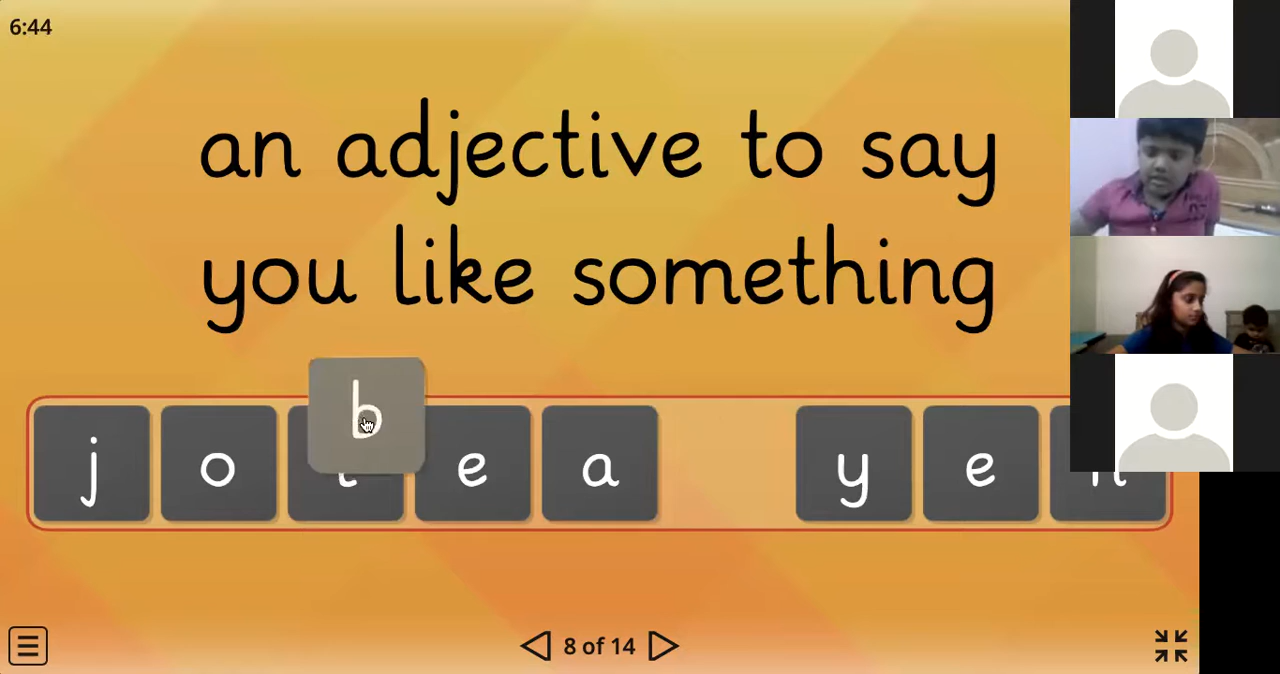 6:44
an adjective to say
you like something
b
j o l e a y e n
8 of 14